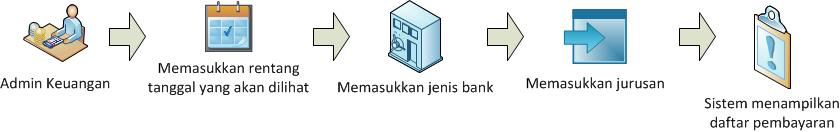 Admin Keuangan
Memasukkan rentang
tanggal yang akan dilihat
Memasukkan jenis bank
Memasukkan jurusan
Sistem menampilkan
daftar pembayaran